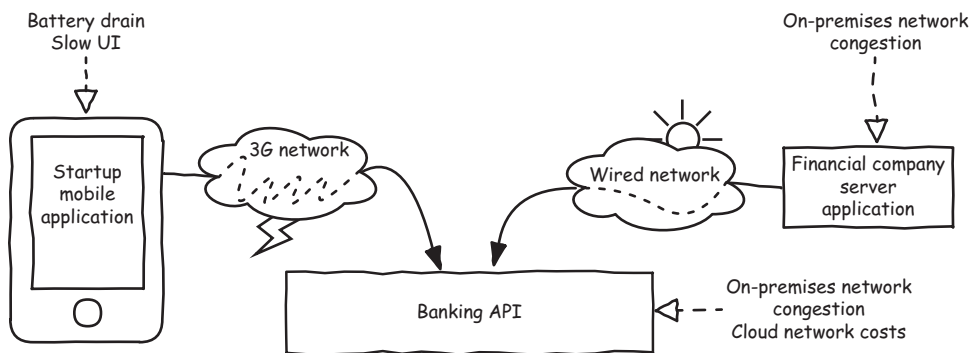 Battery drain
Slow UI
On-premises network
congestion
3G network
Startup
mobile
application
Wired network
Financial company
server
application
Banking API
On-premises network
congestion
Cloud network costs